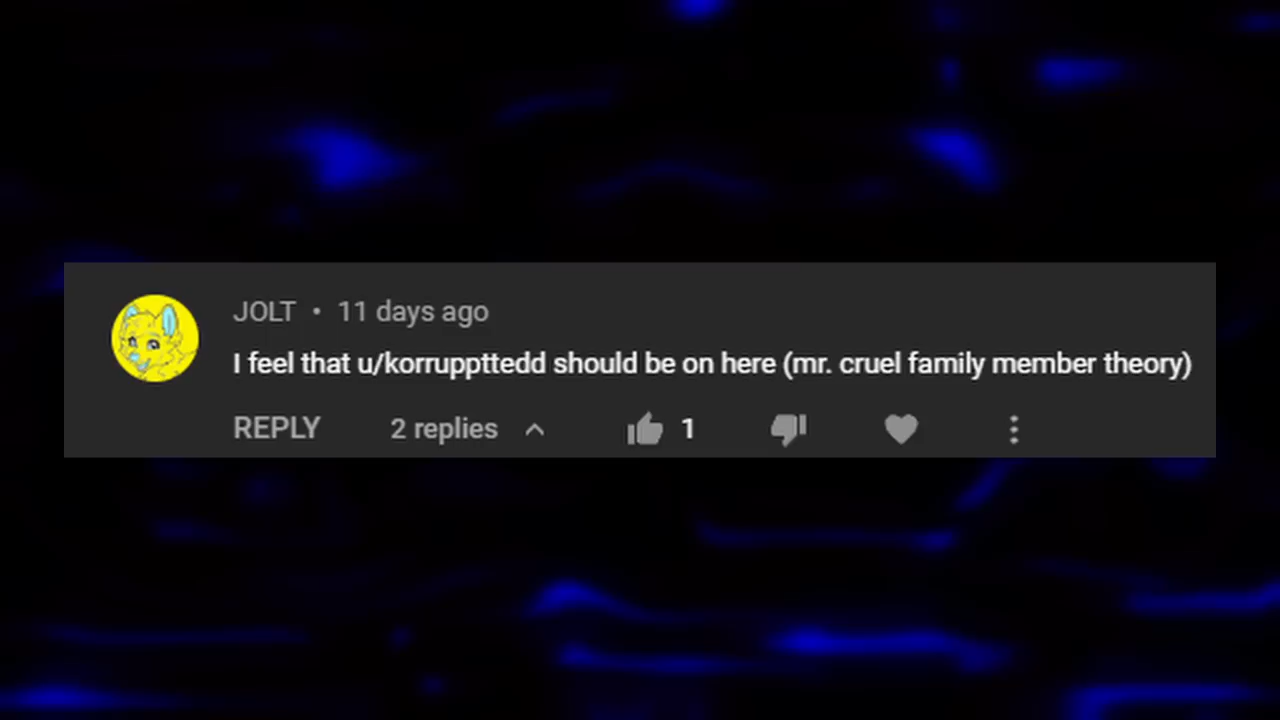 JOLT • 11 days ago
I feel that u/korruppttedd should be on here (mr. cruel family member theory)
REPLY 2 replies 1